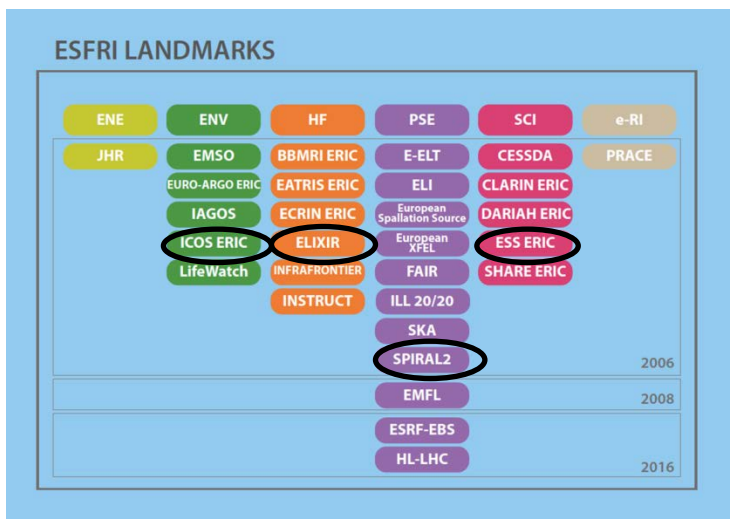 ESFRI LANDMARKS
ENE ENV HF PSE SCI e-RI
JHR EMSO BBMRI ERIC E-ELT CESSDA PRACE
EURO-ARGO ERIC EATRIS ERIC ELI CLARIN ERIC
IAGOS ECRIN ERIC European Spallation Source DARIAH ERIC
ICOS ERIC ELIXIR European XFEL ESS ERIC
LifeWatch INFRAFRONTIER FAIR SHARE ERIC
INSTRUCT ILL 20/20
SKA
SPIRAL2 2006
EMFL 2008
ESRF-EBS
HL-LHC 2016